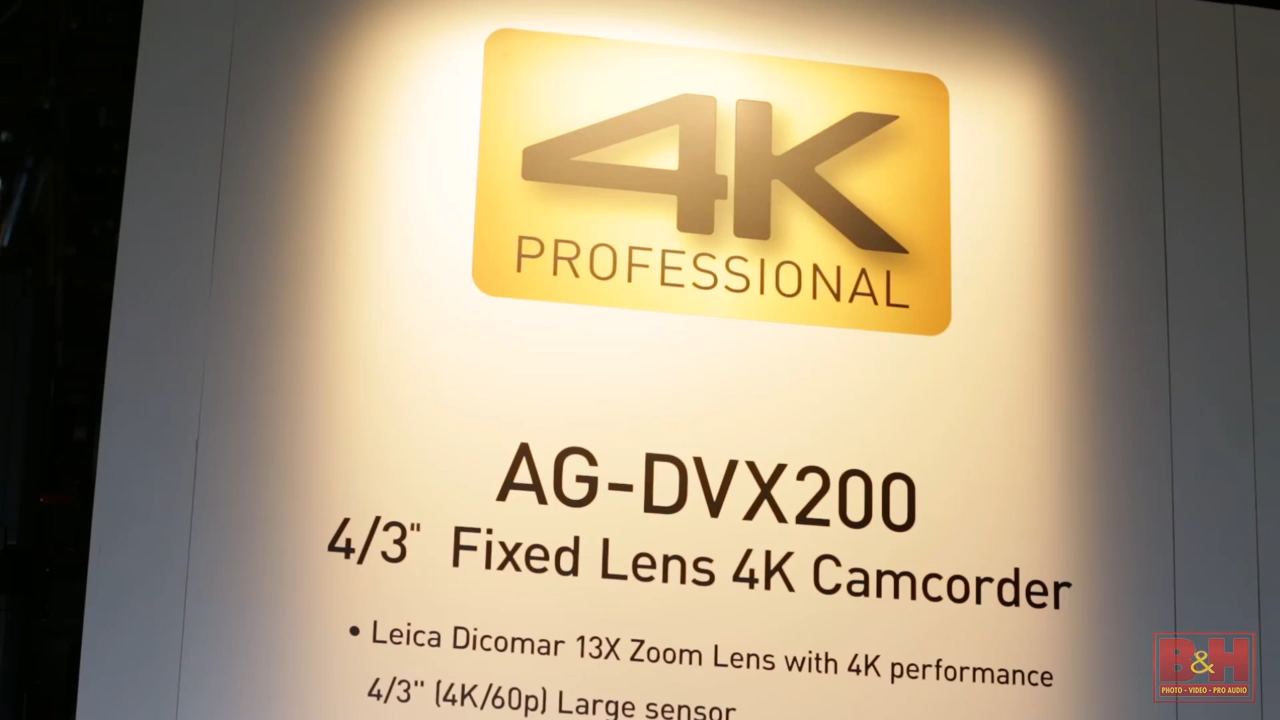 4K
PROFESSIONAL
AG-DVX200
4/3" Fixed Lens 4K Camcorder
• Leica Dicomar 13X Zoom Lens with 4K performance
4/3" (4K/60p) Large sensor
B&H
PHOTO - VIDEO - PRO AUDIO